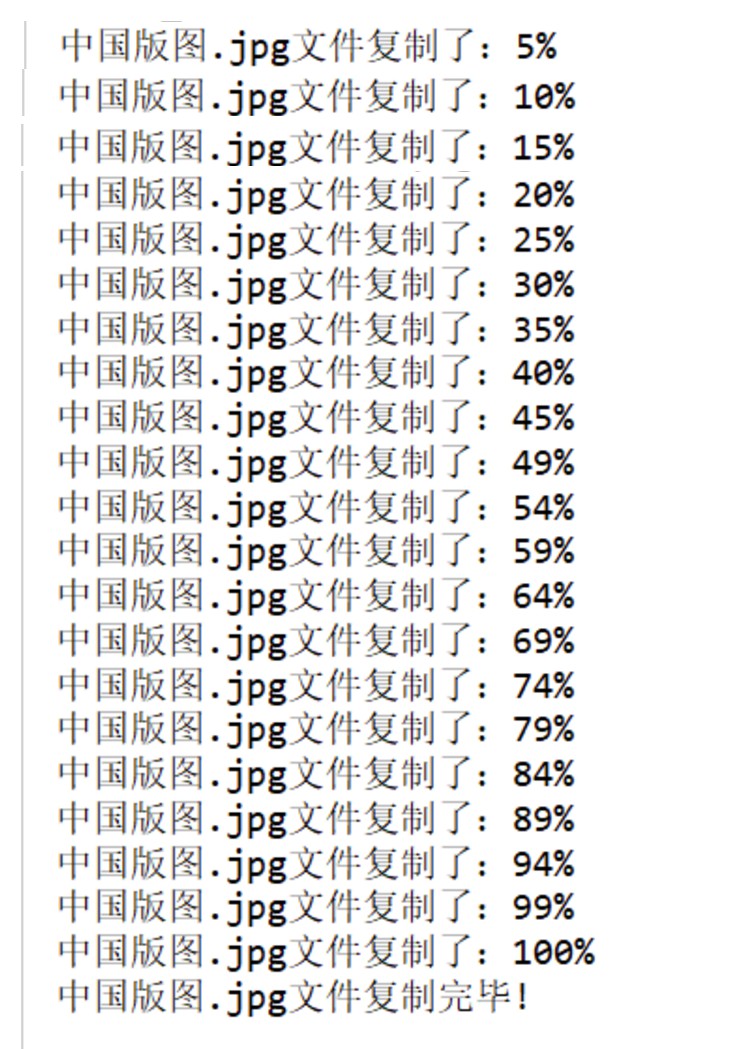 中国版图.jpg文件复制了：5%
中国版图.jpg文件复制了：10%
中国版图.jpg文件复制了：15%
中国版图.jpg文件复制了：20%
中国版图.jpg文件复制了：25%
中国版图.jpg文件复制了：30%
中国版图.jpg文件复制了：35%
中国版图.jpg文件复制了：40%
中国版图.jpg文件复制了：45%
中国版图.jpg文件复制了：49%
中国版图.jpg文件复制了：54%
中国版图.jpg文件复制了：59%
中国版图.jpg文件复制了：64%
中国版图.jpg文件复制了：69%
中国版图.jpg文件复制了：74%
中国版图.jpg文件复制了：79%
中国版图.jpg文件复制了：84%
中国版图.jpg文件复制了：89%
中国版图.jpg文件复制了：94%
中国版图.jpg文件复制了：99%
中国版图.jpg文件复制了：100%
中国版图.jpg文件复制完毕!